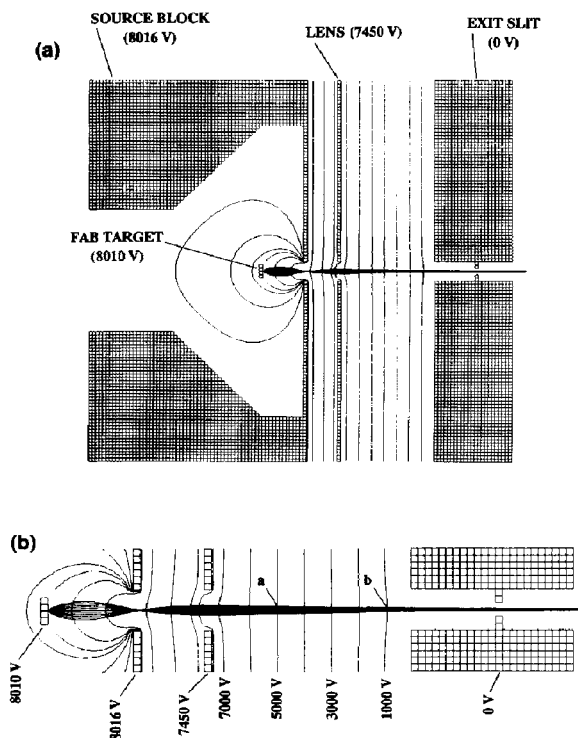 SOURCE BLOCK
(8016 V)
LENS (7450 V)
EXIT SLIT
(0 V)
(a)
FAB TARGET
(8010 V)
(b)
a
b
8010 V
8016 V
7450 V
7000 V
5000 V
3000 V
1000 V
0 V